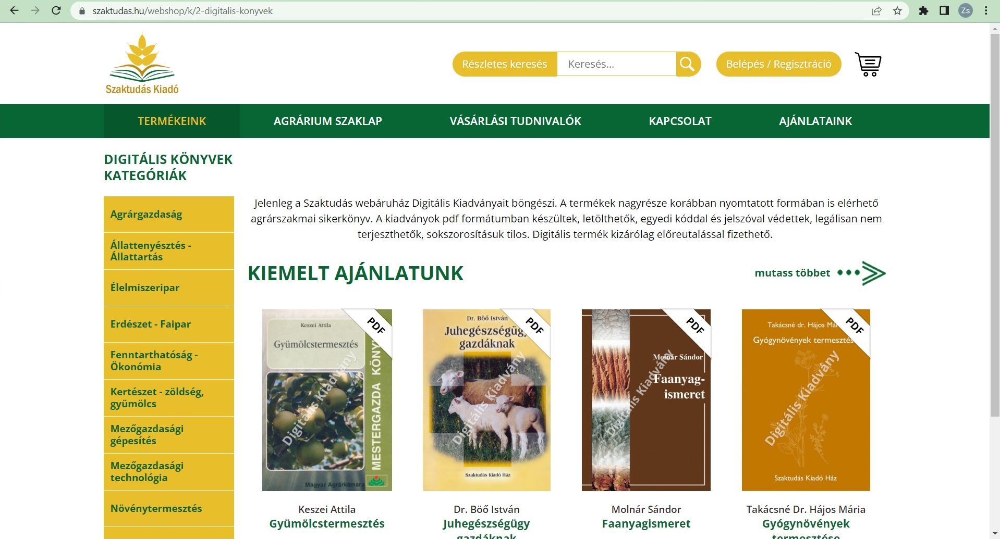 szaktudas.hu/webshop/k/2-digitalis-konyvek
Zs
Szaktudás Kiadó
Részletes keresés
Keresés...
Belépés / Regisztráció
TERMÉKEINK
AGRÁRIUM SZAKLAP
VÁSÁRLÁSI TUDNIVALÓK
KAPCSOLAT
AJÁNLATAINK
DIGITÁLIS KÖNYVEK
KATEGÓRIÁK
Agrárgazdaság
Állattenyésztés -
Állattartás
Élelmiszeripar
Erdészet - Faipar
Fenntarthatóság -
Ökonómia
Kertészet - zöldség,
gyümölcs
Mezőgazdasági
gépesítés
Mezőgazdasági
technológia
Növénytermesztés
Jelenleg a Szaktudás webáruház Digitális Kiadványait böngészi. A termékek nagyrésze korábban nyomtatott formában is elérhető
agrárszakmai sikerkönyv. A kiadványok pdf formátumban készültek, letölthetők, egyedi kóddal és jelszóval védettek, legálisan nem
terjeszthetők, sokszorosításuk tilos. Digitális termék kizárólag előreutalással fizethető.
KIEMELT AJÁNLATUNK
mutass többet
PDF
Keszei Attila
Gyümölcstermesztés
MESTERGAZDA KÖNY
Digitális Kiadvány
Magyar Agrárkamara
Keszei Attila
Gyümölcstermesztés
PDF
Dr. Böő István
Juhegészségügy
gazdáknak
Digitális Kiadvány
Szaktudás Kiadó Ház
Dr. Böő István
Juhegészségügy
gazdáknak
PDF
Molnár Sándor
Faanyag-
ismeret
Digitális Kiadvány
Molnár Sándor
Faanyagismeret
PDF
Takácsné dr. Hájos Már
Gyógynövények termesztés
Digitális Kiadvány
Szaktudás Kiadó Ház
Takácsné Dr. Hájos Mária
Gyógynövények
termesztése